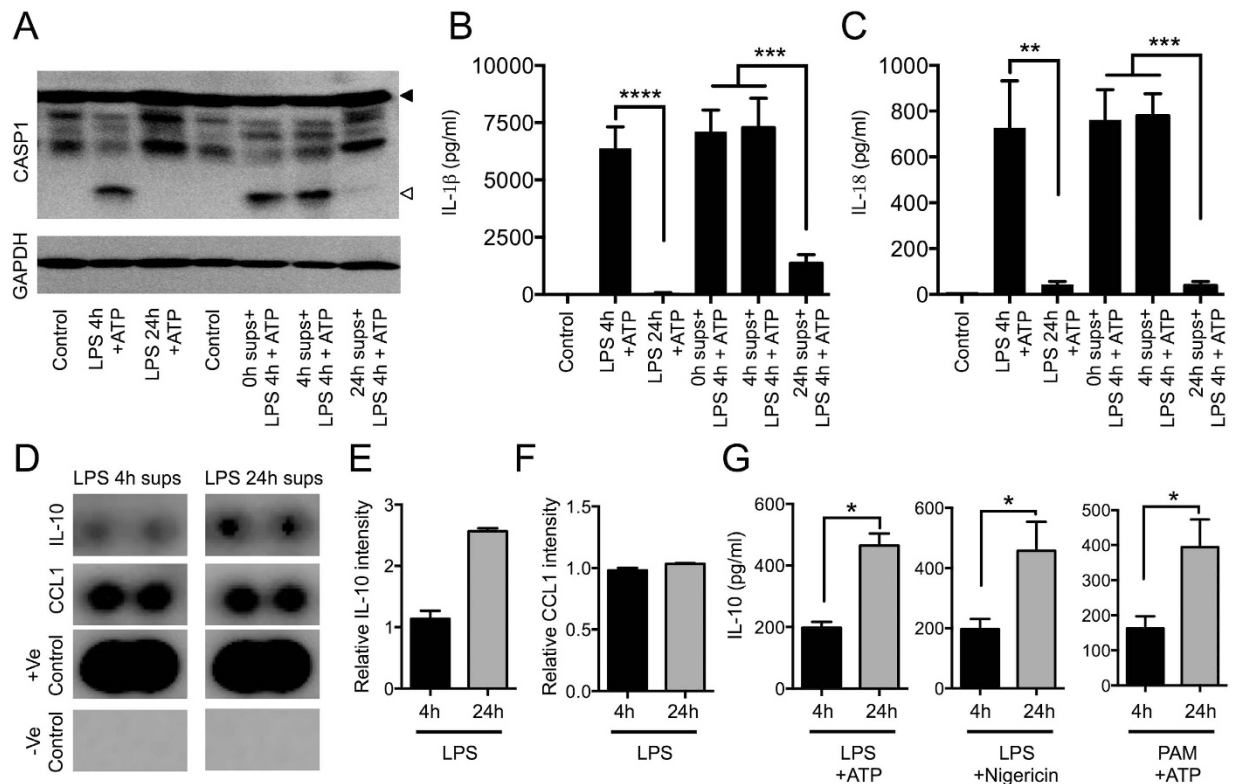 A
CASP1
GAPDH
Control
LPS 4h
+ATP
LPS 24h
+ATP
Control
0h sups+
LPS 4h + ATP
4h sups+
LPS 4h + ATP
24h sups+
LPS 4h + ATP
B
IL-1β (pg/ml)
10000
7500
5000
2500
0
****
***
Control
LPS 4h
+ATP
LPS 24h
+ATP
0h sups+
LPS 4h + ATP
4h sups+
LPS 4h + ATP
24h sups+
LPS 4h + ATP
C
IL-18 (pg/ml)
1000
800
600
400
200
0
**
***
Control
LPS 4h
+ATP
LPS 24h
+ATP
0h sups+
LPS 4h + ATP
4h sups+
LPS 4h + ATP
24h sups+
LPS 4h + ATP
D
LPS 4h sups
LPS 24h sups
IL-10
CCL1
+Ve
Control
-Ve
Control
E
Relative IL-10 intensity
3
2
1
0
4h
24h
LPS
F
Relative CCL1 intensity
1.5
1.0
0.5
0.0
4h
24h
LPS
G
IL-10 (pg/ml)
600
400
200
0
*
4h
24h
LPS
+ATP
600
400
200
0
*
4h
24h
LPS
+Nigericin
500
400
300
200
100
0
*
4h
24h
PAM
+ATP